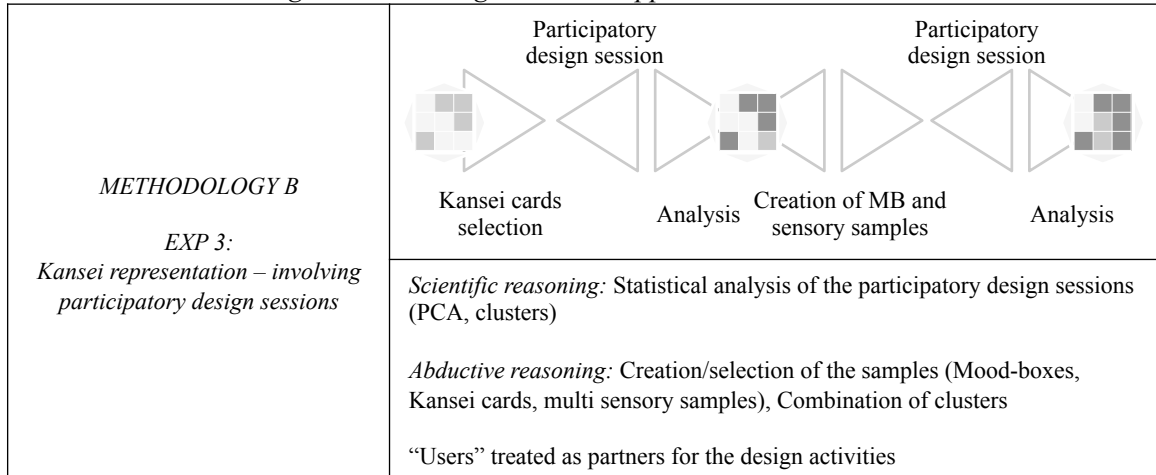 METHODOLOGY B
EXP 3:
Kansei representation – involving
participatory design sessions
Participatory
design session
Participatory
design session
Kansei cards
selection
Analysis
Creation of MB and
sensory samples
Analysis
Scientific reasoning: Statistical analysis of the participatory design sessions
(PCA, clusters)
Abductive reasoning: Creation/selection of the samples (Mood-boxes,
Kansei cards, multi sensory samples), Combination of clusters
“Users” treated as partners for the design activities